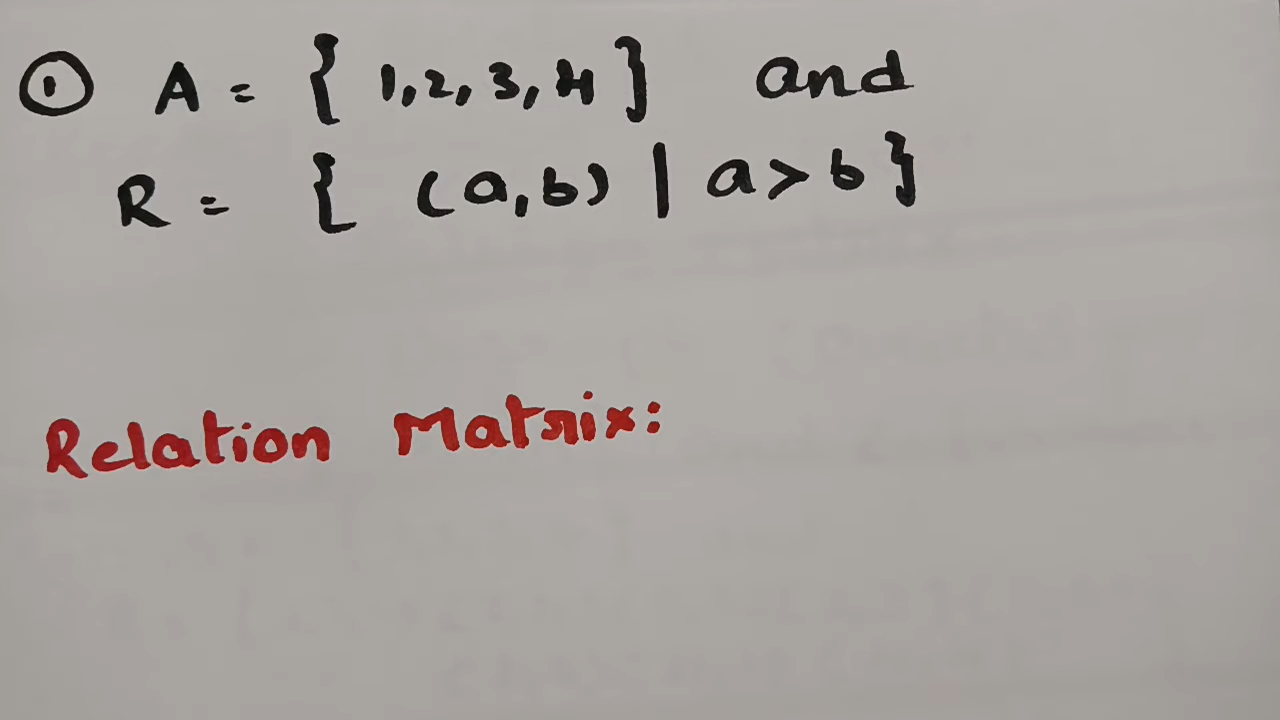 ① A = { 1, 2, 3, 4 } and
R = { (a, b) | a > b }
Relation Matrix: